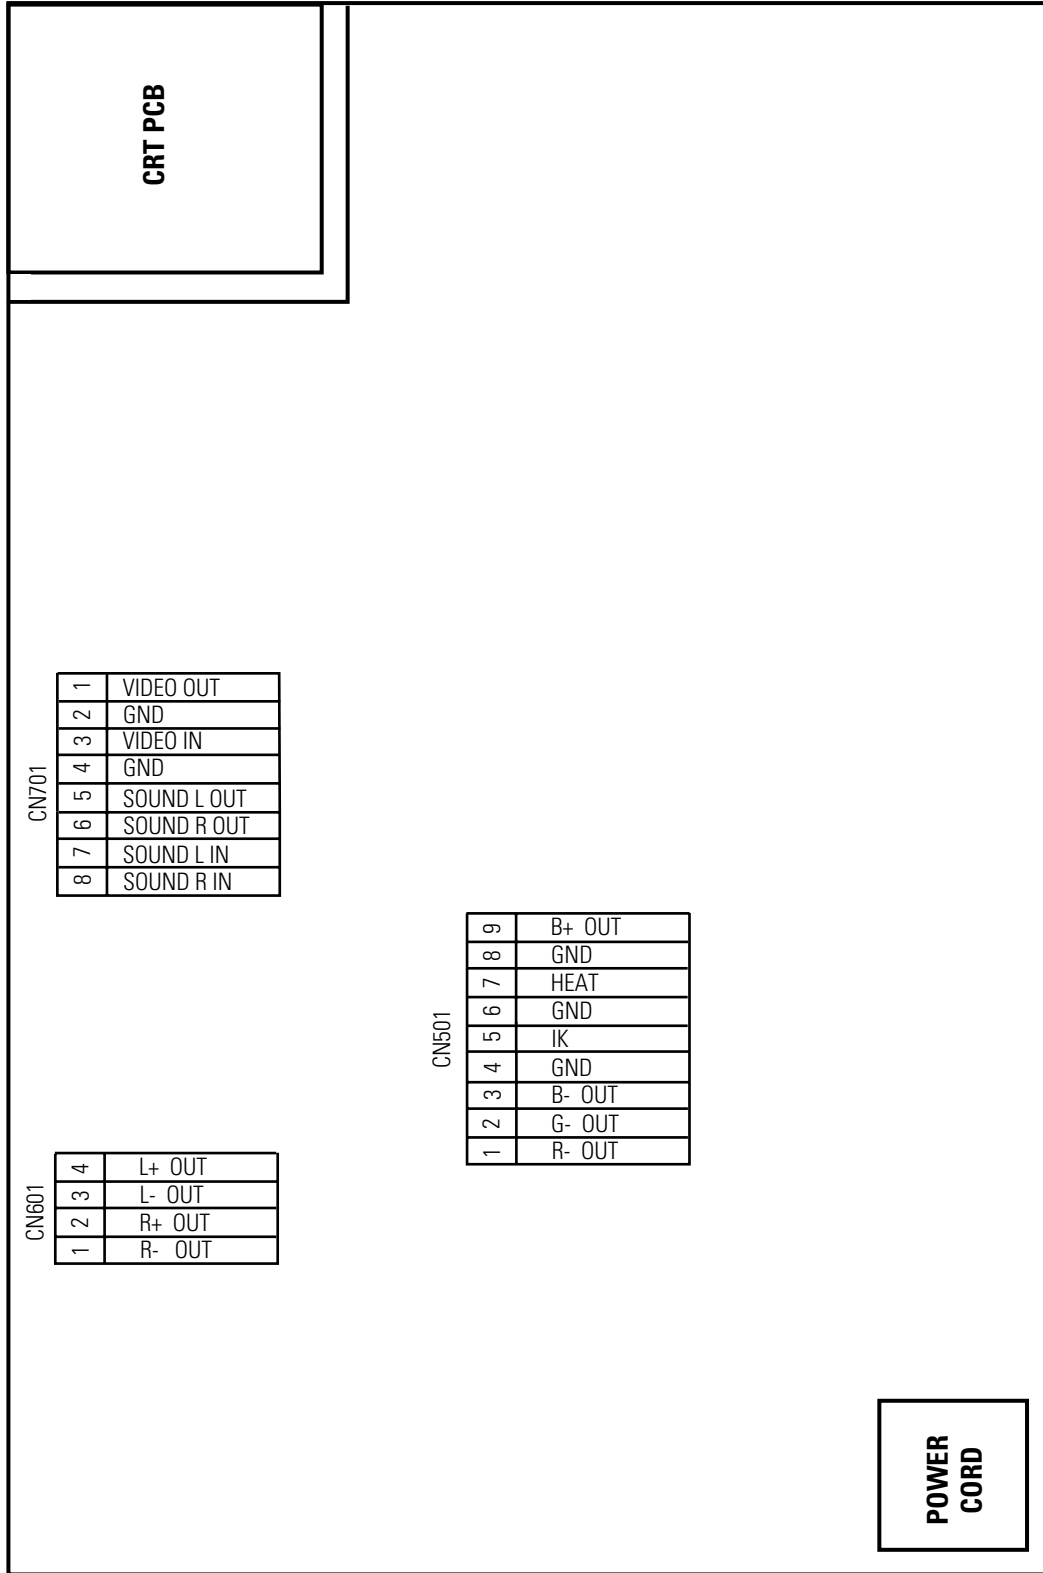 CRT PCB
CN701
1 VIDEO OUT
2 GND
3 VIDEO IN
4 GND
5 SOUND L OUT
6 SOUND R OUT
7 SOUND L IN
8 SOUND R IN
CN501
9 B+ OUT
8 GND
7 HEAT
6 GND
5 IK
4 GND
3 B- OUT
2 G- OUT
1 R- OUT
CN601
4 L+ OUT
3 L- OUT
2 R+ OUT
1 R- OUT
POWER
CORD